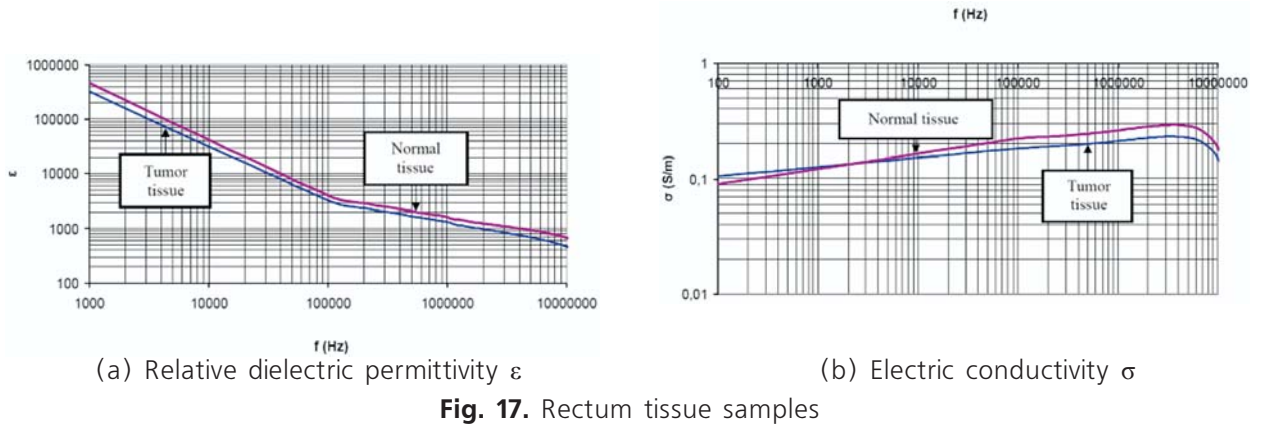 f (Hz)
1000000
100000
10000
1000
100
ε
Tumor
tissue
Normal
tissue
1000 10000 100000 1000000 10000000
f (Hz)
1
0,1
0,01
σ (S/m)
100 1000 10000 100000 1000000 10000000
Normal tissue
Tumor
tissue
(a) Relative dielectric permittivity ε
(b) Electric conductivity σ
Fig. 17. Rectum tissue samples